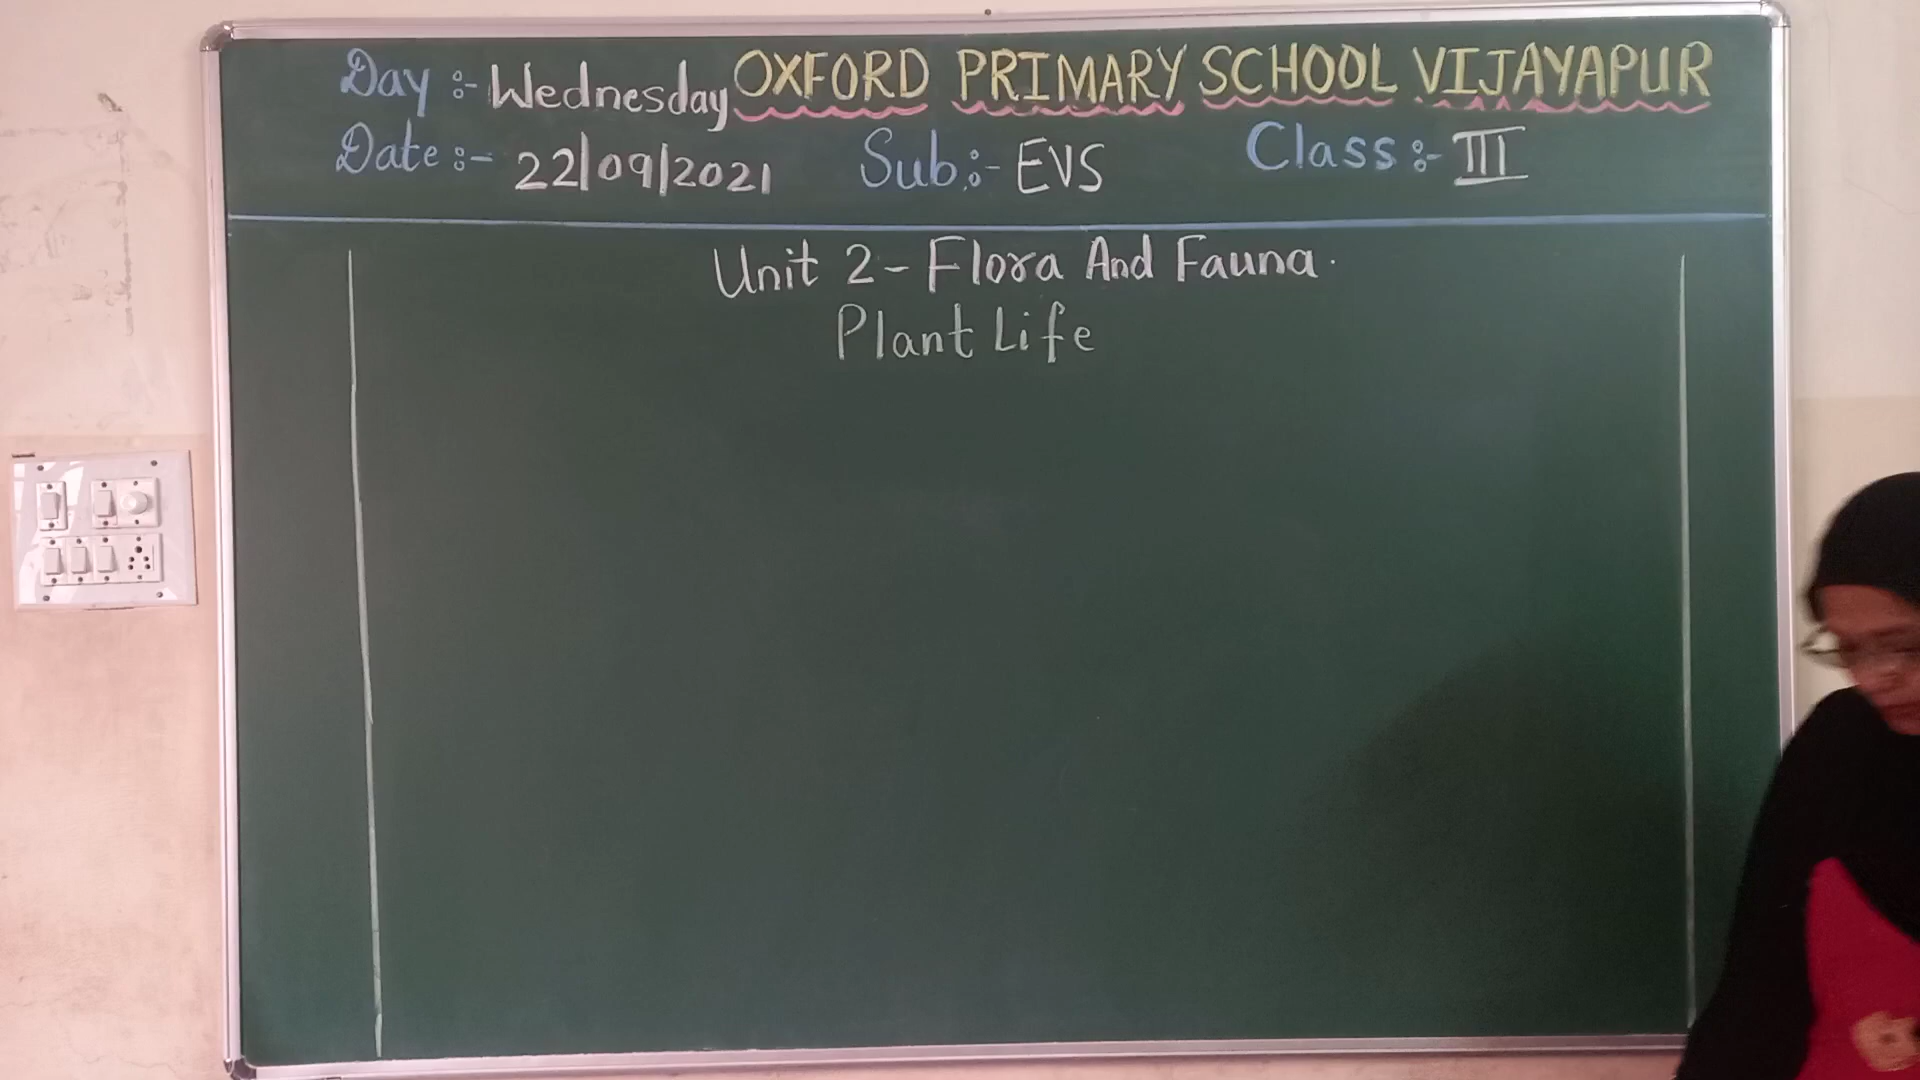 Day :- Wednesday OXFORD PRIMARY SCHOOL VIJAYAPUR
Date :- 22/09/2021 Sub :- EVS Class :- III
Unit 2 - Flora And Fauna.
Plant Life